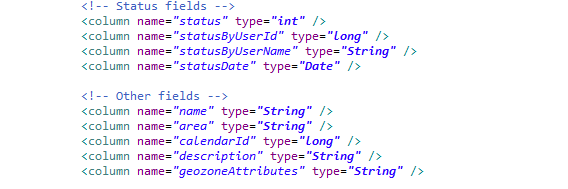 <!-- Status fields -->
<column name="status" type="int" />
<column name="statusByUserId" type="long" />
<column name="statusByUserName" type="String" />
<column name="statusDate" type="Date" />
<!-- Other fields -->
<column name="name" type="String" />
<column name="area" type="String" />
<column name="calendarId" type="long" />
<column name="description" type="String" />
<column name="geozoneAttributes" type="String" />